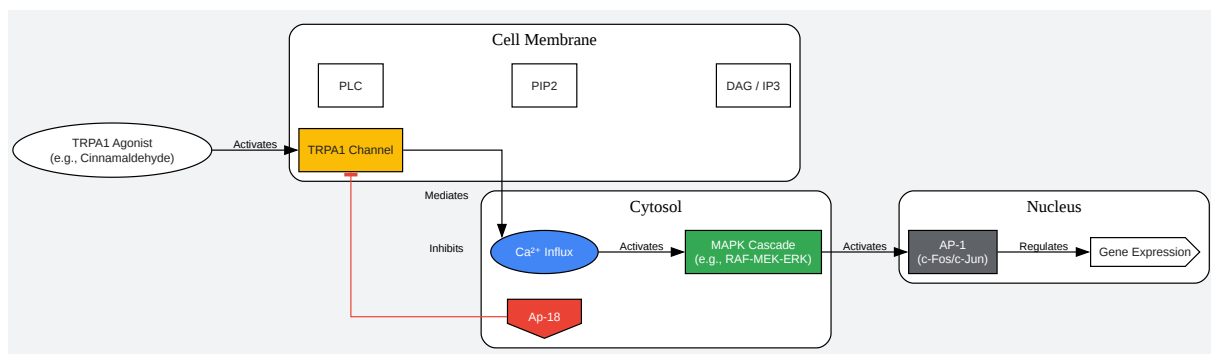 Cell Membrane
PLC
PIP2
DAG / IP3
TRPA1 Agonist
(e.g., Cinnamaldehyde)
Activates
TRPA1 Channel
Mediates
Inhibits
Cytosol
Ca²⁺ Influx
Activates
MAPK Cascade
(e.g., RAF-MEK-ERK)
Ap-18
Activates
Nucleus
AP-1
(c-Fos/c-Jun)
Regulates
Gene Expression